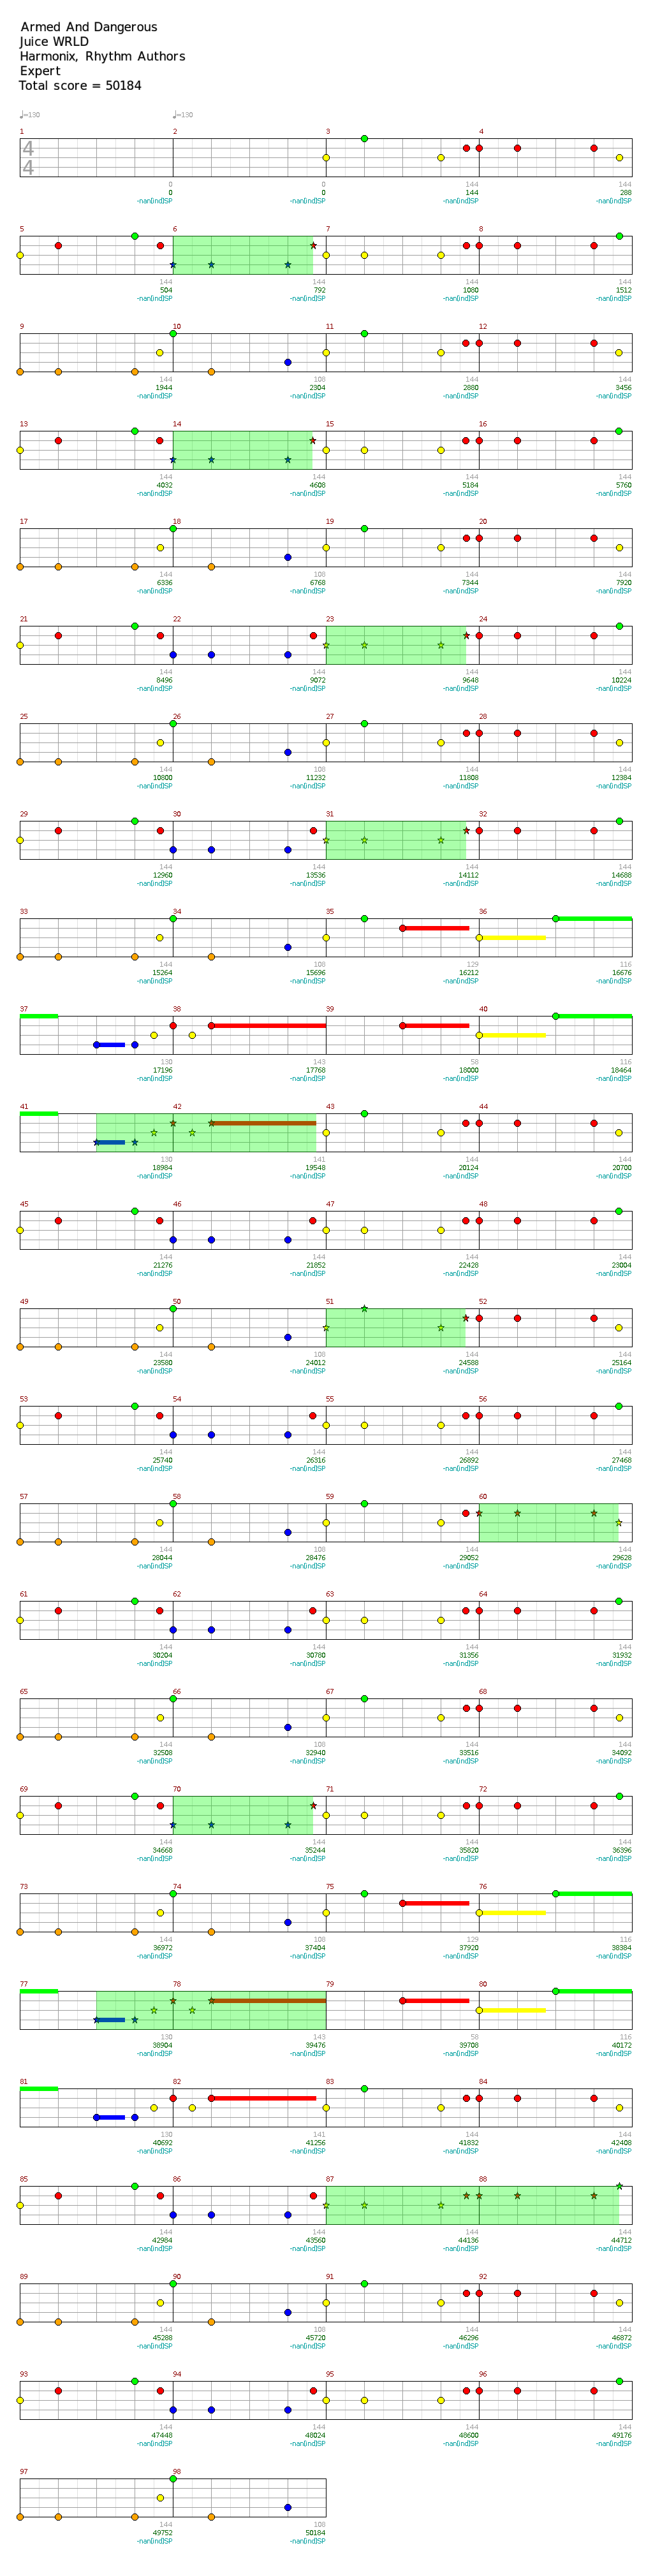 Armed And Dangerous
Juice WRLD
Harmonix, Rhythm Authors
Expert
Total score = 50184
♩=130 ♩=130
1 2 3 4
4
4
0 0 144 144
0 0 144 288
-nan(ind)SP -nan(ind)SP -nan(ind)SP -nan(ind)SP
5 6 7 8
144 144 144 144
504 792 1080 1512
-nan(ind)SP -nan(ind)SP -nan(ind)SP -nan(ind)SP
9 10 11 12
144 108 144 144
1944 2304 2880 3456
-nan(ind)SP -nan(ind)SP -nan(ind)SP -nan(ind)SP
13 14 15 16
144 144 144 144
4032 4608 5184 5760
-nan(ind)SP -nan(ind)SP -nan(ind)SP -nan(ind)SP
17 18 19 20
144 108 144 144
6336 6768 7344 7920
-nan(ind)SP -nan(ind)SP -nan(ind)SP -nan(ind)SP
21 22 23 24
144 144 144 144
8496 9072 9648 10224
-nan(ind)SP -nan(ind)SP -nan(ind)SP -nan(ind)SP
25 26 27 28
144 108 144 144
10800 11232 11808 12384
-nan(ind)SP -nan(ind)SP -nan(ind)SP -nan(ind)SP
29 30 31 32
144 144 144 144
12960 13536 14112 14688
-nan(ind)SP -nan(ind)SP -nan(ind)SP -nan(ind)SP
33 34 35 36
144 108 129 116
15264 15696 16212 16676
-nan(ind)SP -nan(ind)SP -nan(ind)SP -nan(ind)SP
37 38 39 40
130 143 58 116
17196 17768 18000 18464
-nan(ind)SP -nan(ind)SP -nan(ind)SP -nan(ind)SP
41 42 43 44
130 141 144 144
18984 19548 20124 20700
-nan(ind)SP -nan(ind)SP -nan(ind)SP -nan(ind)SP
45 46 47 48
144 144 144 144
21276 21852 22428 23004
-nan(ind)SP -nan(ind)SP -nan(ind)SP -nan(ind)SP
49 50 51 52
144 108 144 144
23580 24012 24588 25164
-nan(ind)SP -nan(ind)SP -nan(ind)SP -nan(ind)SP
53 54 55 56
144 144 144 144
25740 26316 26892 27468
-nan(ind)SP -nan(ind)SP -nan(ind)SP -nan(ind)SP
57 58 59 60
144 108 144 144
28044 28476 29052 29628
-nan(ind)SP -nan(ind)SP -nan(ind)SP -nan(ind)SP
61 62 63 64
144 144 144 144
30204 30780 31356 31932
-nan(ind)SP -nan(ind)SP -nan(ind)SP -nan(ind)SP
65 66 67 68
144 108 144 144
32508 32940 33516 34092
-nan(ind)SP -nan(ind)SP -nan(ind)SP -nan(ind)SP
69 70 71 72
144 144 144 144
34668 35244 35820 36396
-nan(ind)SP -nan(ind)SP -nan(ind)SP -nan(ind)SP
73 74 75 76
144 108 129 116
36972 37404 37920 38384
-nan(ind)SP -nan(ind)SP -nan(ind)SP -nan(ind)SP
77 78 79 80
130 143 58 116
38904 39476 39708 40172
-nan(ind)SP -nan(ind)SP -nan(ind)SP -nan(ind)SP
81 82 83 84
130 141 144 144
40692 41256 41832 42408
-nan(ind)SP -nan(ind)SP -nan(ind)SP -nan(ind)SP
85 86 87 88
144 144 144 144
42984 43560 44136 44712
-nan(ind)SP -nan(ind)SP -nan(ind)SP -nan(ind)SP
89 90 91 92
144 108 144 144
45288 45720 46296 46872
-nan(ind)SP -nan(ind)SP -nan(ind)SP -nan(ind)SP
93 94 95 96
144 144 144 144
47448 48024 48600 49176
-nan(ind)SP -nan(ind)SP -nan(ind)SP -nan(ind)SP
97 98
144 108
49752 50184
-nan(ind)SP -nan(ind)SP